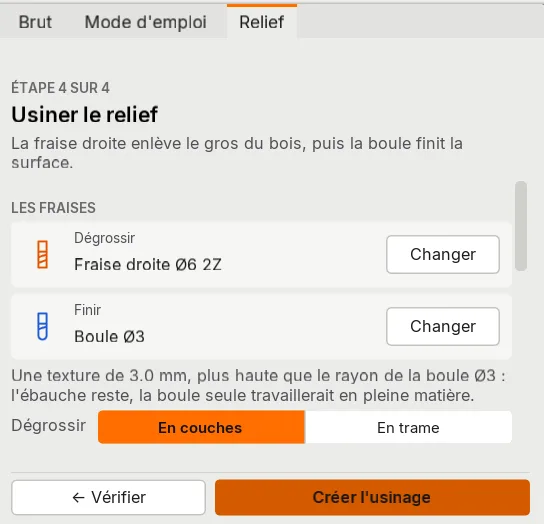 Brut Mode d'emploi Relief
ÉTAPE 4 SUR 4
Usiner le relief
La fraise droite enlève le gros du bois, puis la boule finit la
surface.
LES FRAISES
Dégrossir
Fraise droite Ø6 2Z
Changer
Finir
Boule Ø3
Changer
Une texture de 3.0 mm, plus haute que le rayon de la boule Ø3 :
l'ébauche reste, la boule seule travaillerait en pleine matière.
Dégrossir En couches En trame
← Vérifier Créer l'usinage